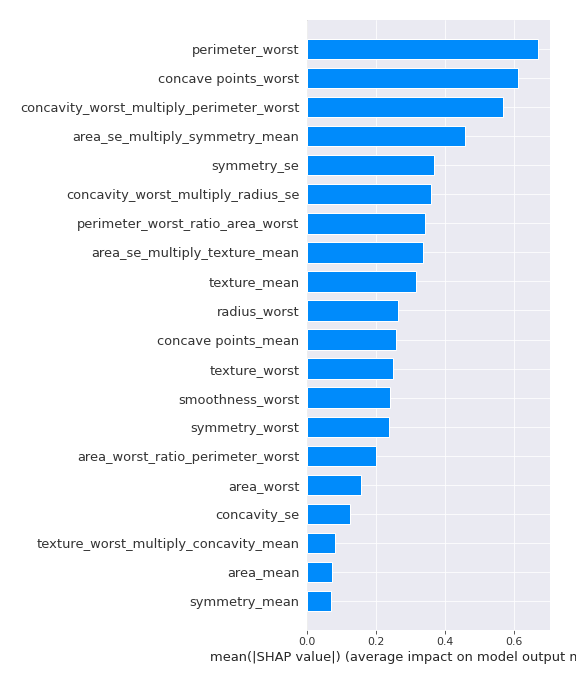 perimeter_worst
concave points_worst
concavity_worst_multiply_perimeter_worst
area_se_multiply_symmetry_mean
symmetry_se
concavity_worst_multiply_radius_se
perimeter_worst_ratio_area_worst
area_se_multiply_texture_mean
texture_mean
radius_worst
concave points_mean
texture_worst
smoothness_worst
symmetry_worst
area_worst_ratio_perimeter_worst
area_worst
concavity_se
texture_worst_multiply_concavity_mean
area_mean
symmetry_mean
0.0 0.2 0.4 0.6
mean(|SHAP value|) (average impact on model output